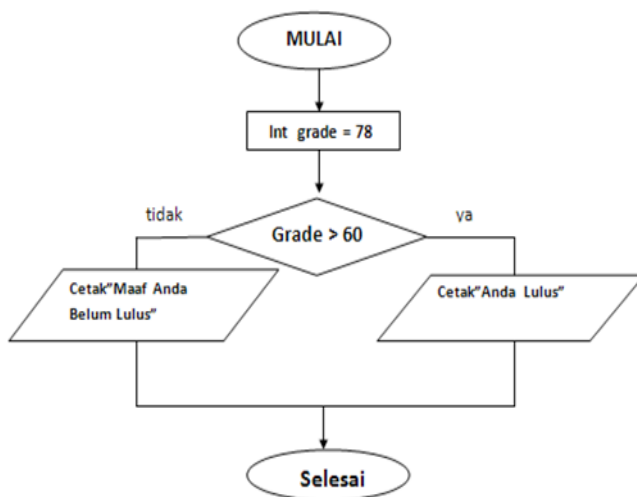 MULAI
Int grade = 78
tidak
ya
Grade > 60
Cetak”Maaf Anda
Belum Lulus”
Cetak”Anda Lulus”
Selesai